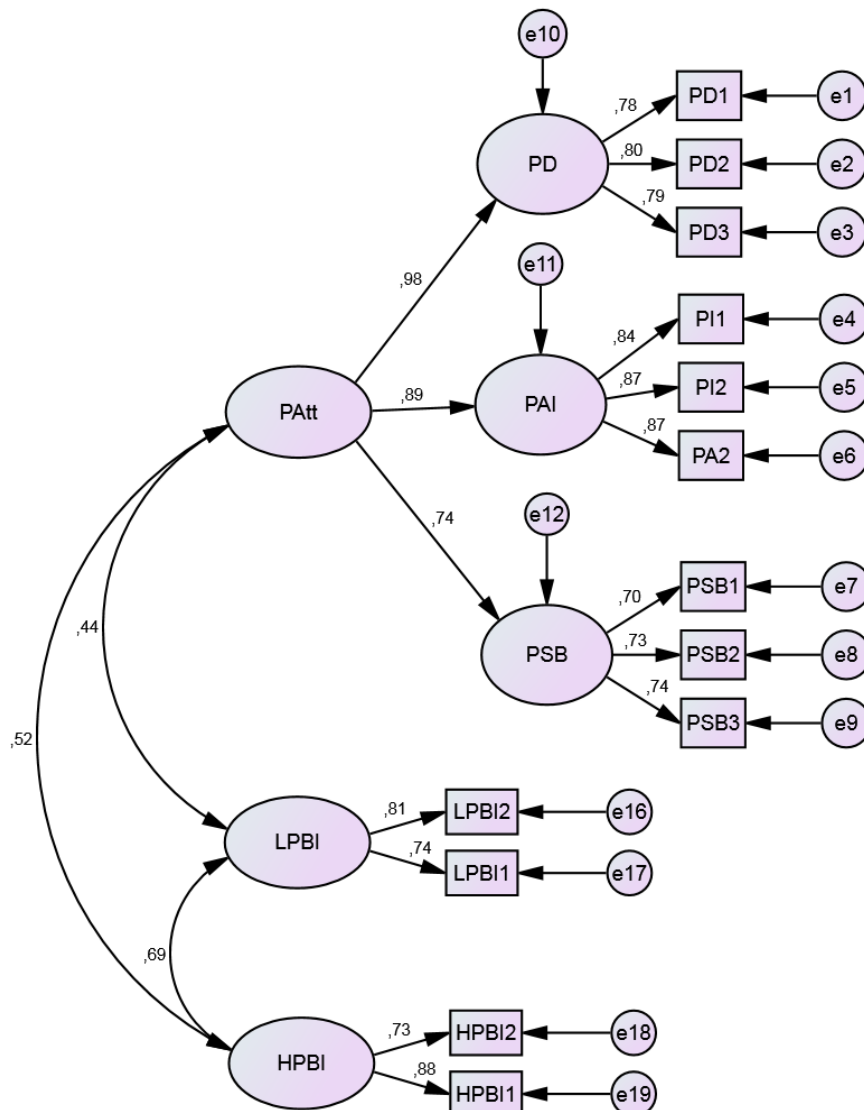 e10
PD
,78
PD1
e1
,80
PD2
e2
,79
PD3
e3
,98
e11
PAI
,84
PI1
e4
,87
PI2
e5
,87
PA2
e6
PAtt
,89
,74
e12
PSB
,70
PSB1
e7
,73
PSB2
e8
,74
PSB3
e9
,44
,52
LPBI
,81
LPBI2
e16
,74
LPBI1
e17
,69
HPBI
,73
HPBI2
e18
,88
HPBI1
e19